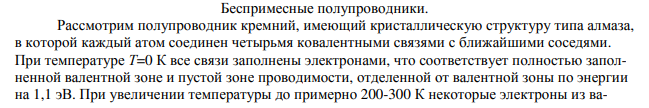 Беспримесные полупроводники.
Рассмотрим полупроводник кремний, имеющий кристаллическую структуру типа алмаза,
в которой каждый атом соединен четырьмя ковалентными связями с ближайшими соседями.
При температуре T=0 К все связи заполнены электронами, что соответствует полностью запол-
ненной валентной зоне и пустой зоне проводимости, отделенной от валентной зоны по энергии
на 1,1 эВ. При увеличении температуры до примерно 200-300 К некоторые электроны из ва-